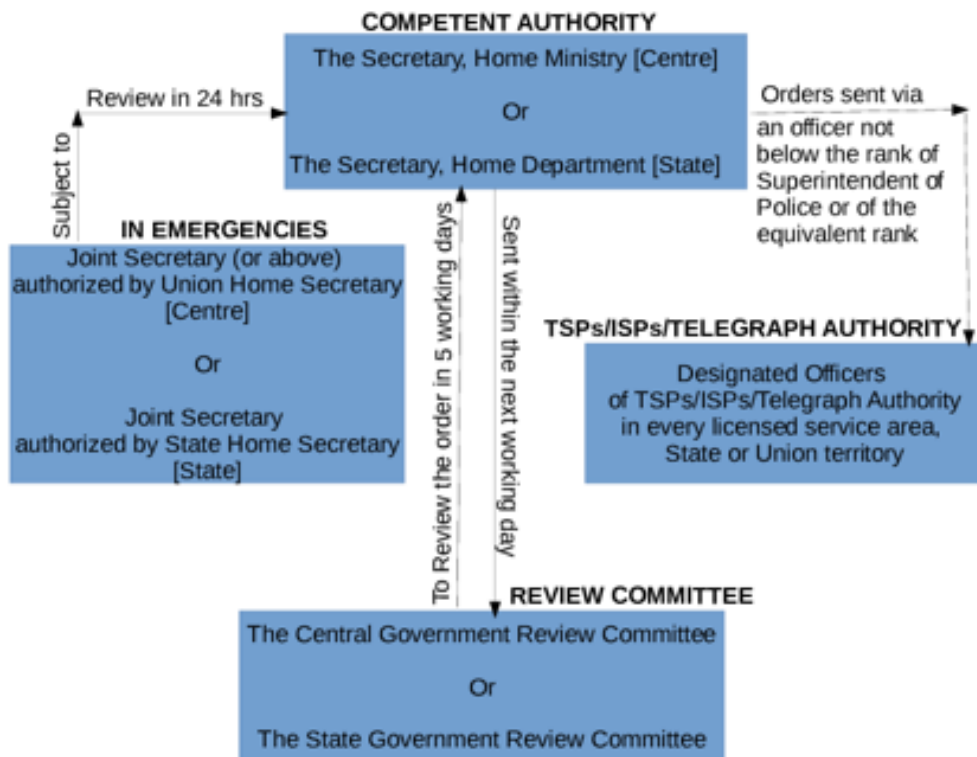 COMPETENT AUTHORITY
The Secretary, Home Ministry [Centre]
Or
The Secretary, Home Department [State]
Review in 24 hrs
Subject to
Orders sent via
an officer not
below the rank of
Superintendent of
Police or of the
equivalent rank
IN EMERGENCIES
Joint Secretary (or above)
authorized by Union Home Secretary
[Centre]
Or
Joint Secretary
authorized by State Home Secretary
[State]
To Review the order in 5 working days
Sent within the next working day
TSPs/ISPs/TELEGRAPH AUTHORITY
Designated Officers
of TSPs/ISPs/Telegraph Authority
in every licensed service area,
State or Union territory
REVIEW COMMITTEE
The Central Government Review Committee
Or
The State Government Review Committee